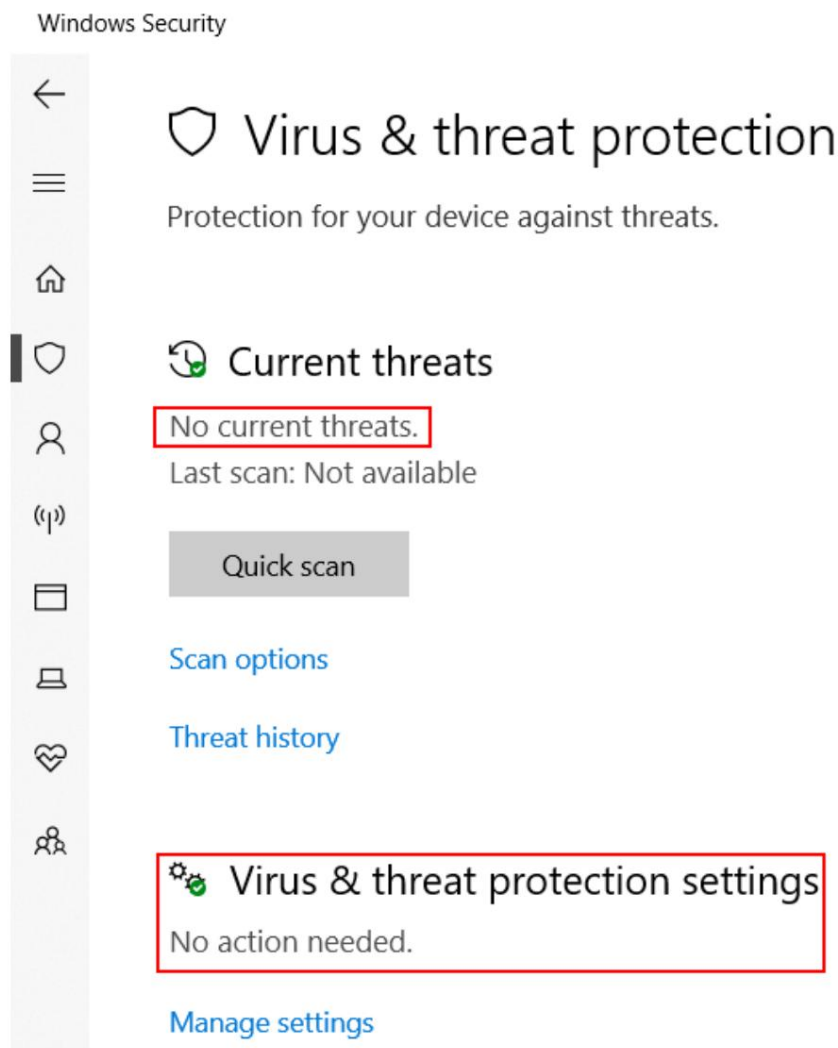 Windows Security
Virus & threat protection
Protection for your device against threats.
Current threats
No current threats.
Last scan: Not available
Quick scan
Scan options
Threat history
Virus & threat protection settings
No action needed.
Manage settings